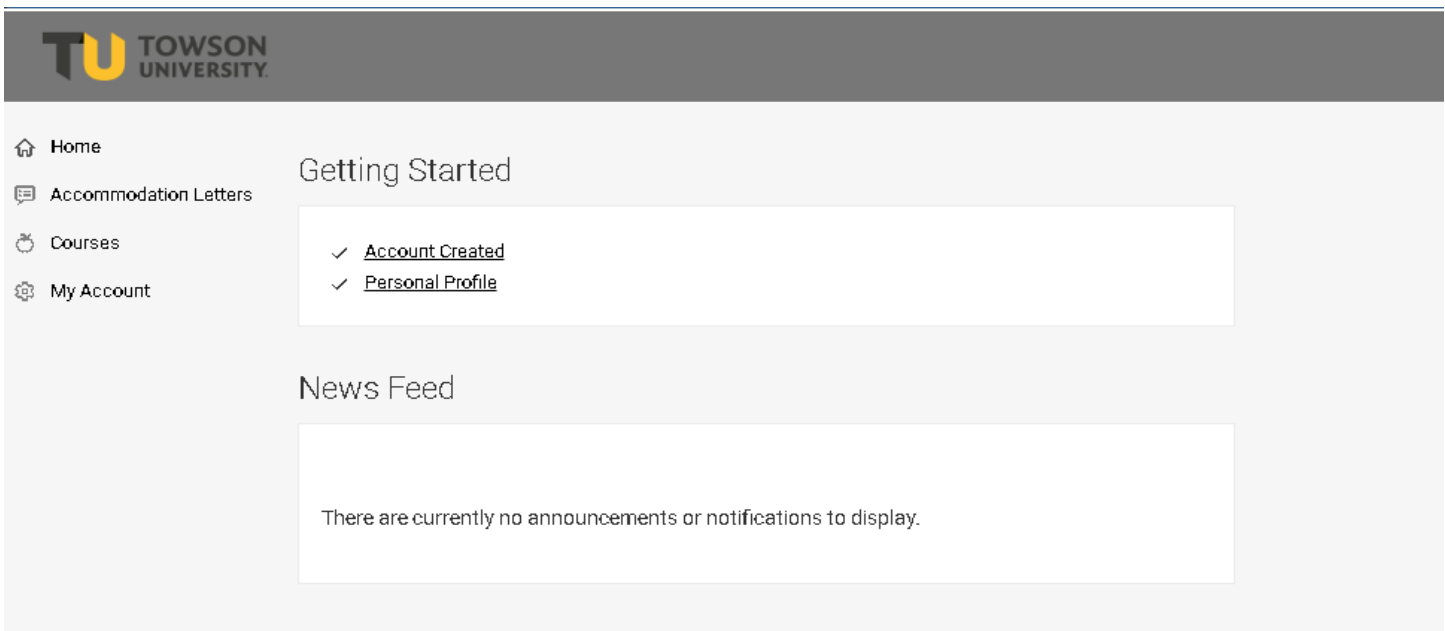 TU TOWSON
UNIVERSITY.
Home
Accommodation Letters
Courses
My Account
Getting Started
Account Created
Personal Profile
News Feed
There are currently no announcements or notifications to display.